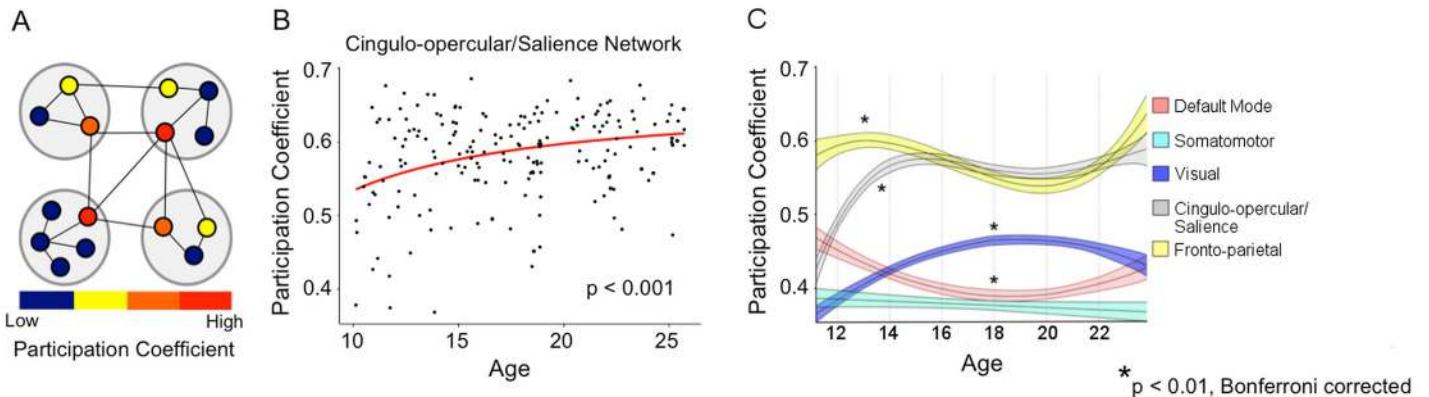 A
Low
High
Participation Coefficient
B
Cingulo-opercular/Salience Network
Participation Coefficient
0.7
0.6
0.5
0.4
p < 0.001
10
15
20
25
Age
C
Participation Coefficient
0.7
0.6
0.5
0.4
*
*
*
*
12
14
16
18
20
22
Age
Default Mode
Somatomotor
Visual
Cingulo-opercular/
Salience
Fronto-parietal
*p < 0.01, Bonferroni corrected